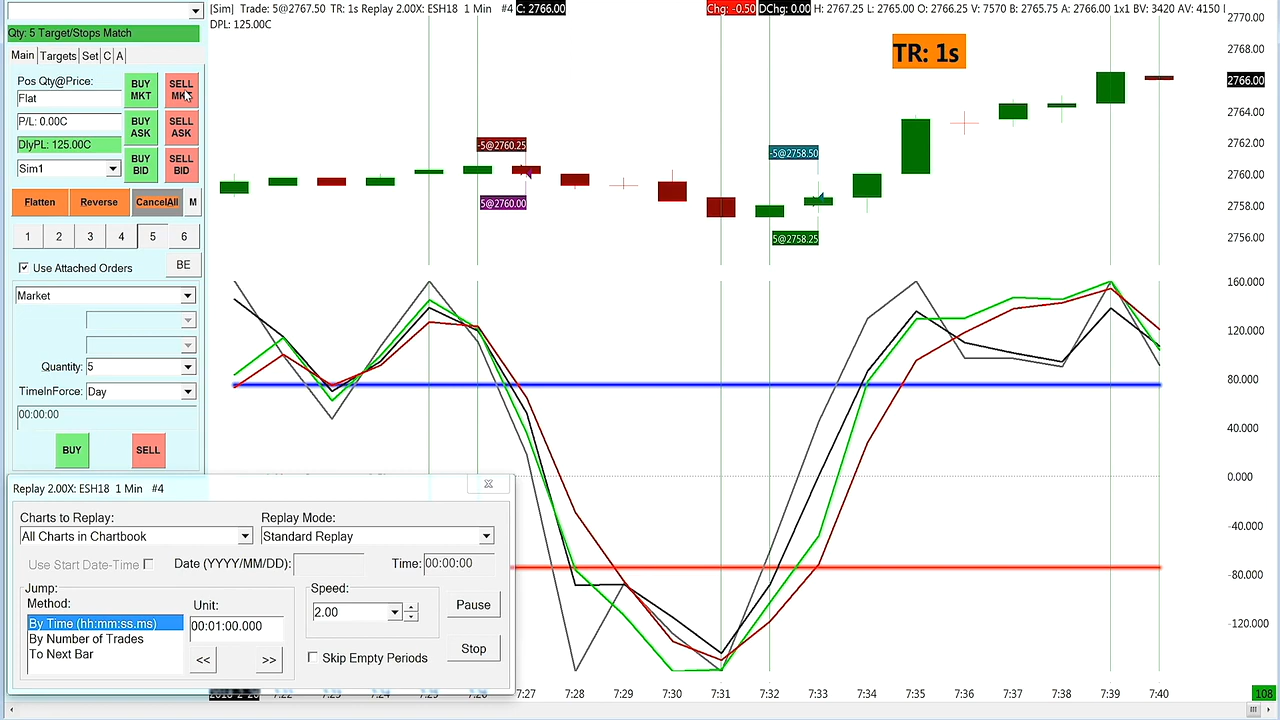 [Sim] Trade: 5@2767.50 TR: 1s Replay 2.00X: ESH18 1 Min #4 C: 2766.00 Chg: -0.50 DChg: 0.00 H: 2767.25 L: 2765.00 O: 2766.25 V: 7570 B: 2765.75 A: 2766.00 1x1 BV: 3420 AV: 4150
DPL: 125.00C
Qty: 5 Target/Stops Match
Main Targets Set C A
Pos Qty@Price:
Flat
P/L: 0.00C
DlyPL: 125.00C
Sim1
BUY MKT
SELL MKT
BUY ASK
SELL ASK
BUY BID
SELL BID
Flatten Reverse CancelAll M
1 2 3 4 5 6
Use Attached Orders BE
Market
Quantity: 5
TimeInForce: Day
00:00:00
BUY SELL
TR: 1s
-5@2760.25
5@2760.00
-5@2758.50
5@2758.25
2770.00
2768.00
2766.00
2764.00
2762.00
2760.00
160.000
120.000
80.000
40.000
0.000
-40.000
-80.000
-120.000
Replay 2.00X: ESH18 1 Min #4
Charts to Replay:
All Charts in Chartbook
Replay Mode:
Standard Replay
Use Start Date-Time
Date (YYYY/MM/DD):
Time: 00:00:00
Jump:
Method:
By Time (hh:mm:ss.ms)
By Number of Trades
To Next Bar
Unit:
00:01:00.000
<< >>
Speed:
2.00
Skip Empty Periods
Pause
Stop
7:27 7:28 7:29 7:30 7:31 7:32 7:33 7:34 7:35 7:36 7:37 7:38 7:39 7:40
108